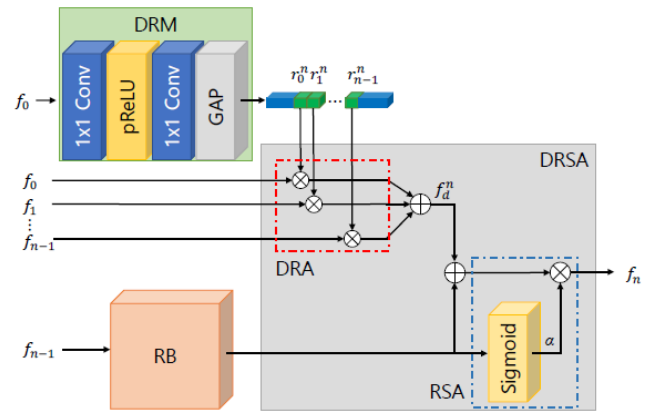 DRM
f₀
1x1 Conv
pReLU
1x1 Conv
GAP
r₀ⁿ r₁ⁿ ... rₙ₋₁ⁿ
DRSA
f₀
f₁
⋮
fₙ₋₁
DRA
f_dⁿ
fₙ
fₙ₋₁
RB
Sigmoid
α
RSA